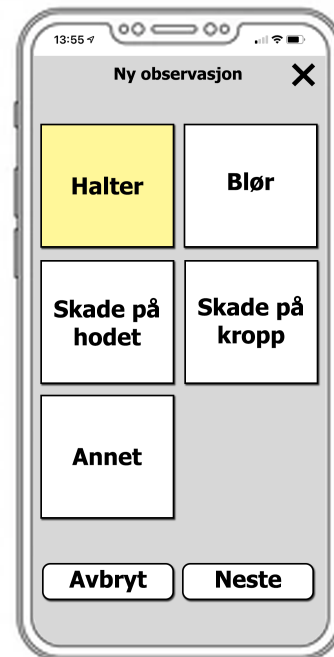 13:55
Ny observasjon
Halter
Blør
Skade på
hodet
Skade på
kropp
Annet
Avbryt
Neste